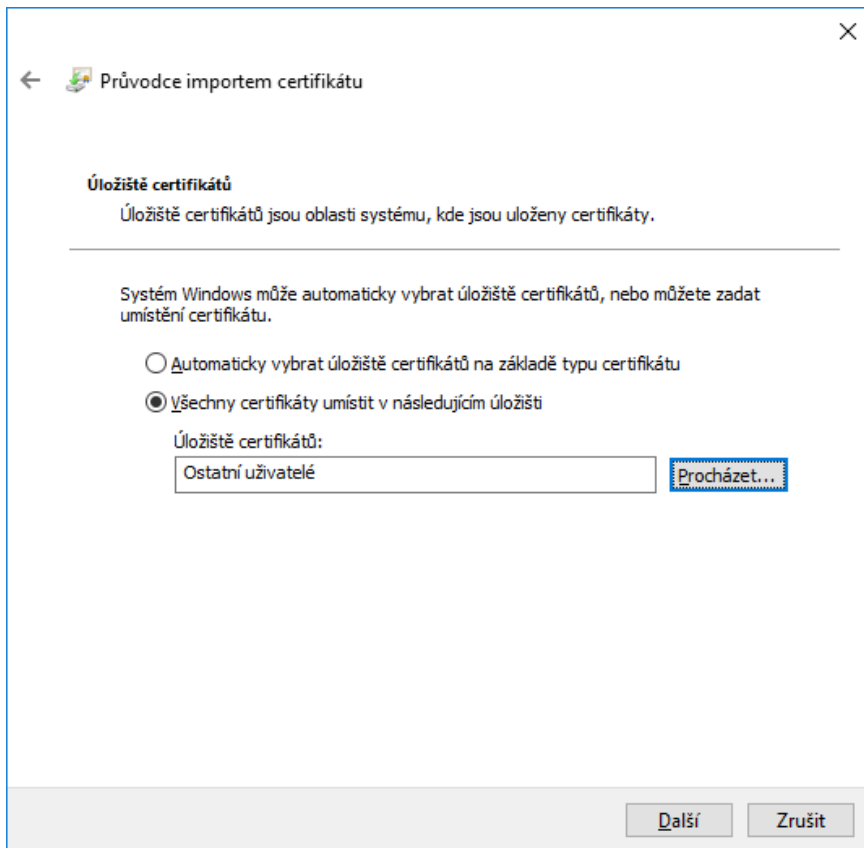 Průvodce importem certifikátu
Úložiště certifikátů
Úložiště certifikátů jsou oblasti systému, kde jsou uloženy certifikáty.
Systém Windows může automaticky vybrat úložiště certifikátů, nebo můžete zadat
umístění certifikátu.
Automaticky vybrat úložiště certifikátů na základě typu certifikátu
Všechny certifikáty umístit v následujícím úložišti
Úložiště certifikátů:
Ostatní uživatelé
Procházet...
Další
Zrušit